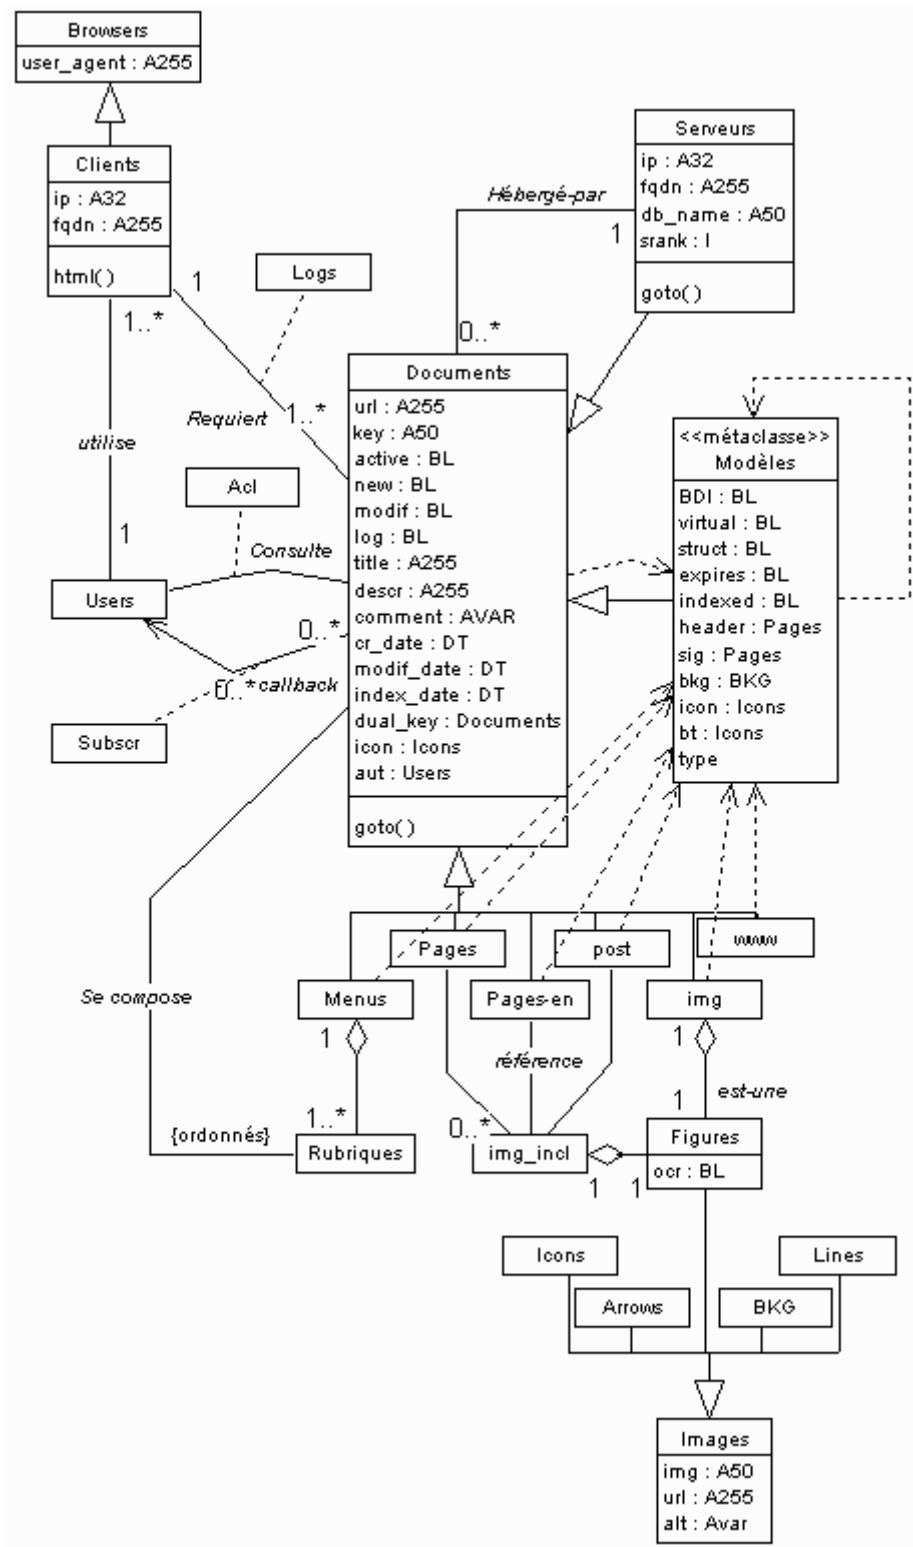 Browsers
user_agent : A255
Clients
ip : A32
fqdn : A255
html()
Serveurs
ip : A32
fqdn : A255
db_name : A50
srank : I
goto()
Hébergé-par
1
0..*
Logs
1
1..*
Requiert
1..*
utilise
1
Documents
url : A255
key : A50
active : BL
new : BL
modif : BL
log : BL
title : A255
descr : A255
comment : AVAR
cr_date : DT
modif_date : DT
index_date : DT
dual_key : Documents
icon : Icons
aut : Users
goto()
<<métaclasse>>
Modèles
BDI : BL
virtual : BL
struct : BL
expires : BL
indexed : BL
header : Pages
sig : Pages
bkg : BKG
icon : Icons
bt : Icons
type
Acl
Consulte
Users
0..*
0..*
callback
Subscr
Se compose
{ordonnés}
Pages
post
www
Menus
Pages-en
img
1
référence
1
est-une
1..*
0..*
1
Rubriques
img_incl
1
1
Figures
ocr : BL
Icons
Lines
Arrows
BKG
Images
img : A50
url : A255
alt : Avar